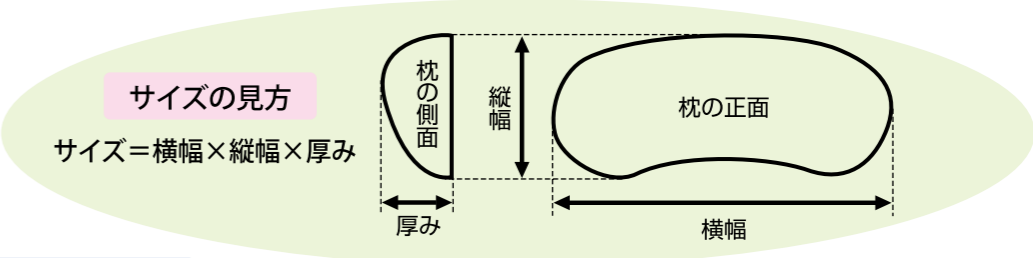 サイズの見方
サイズ＝横幅×縦幅×厚み
枕の側面
厚み
縦幅
枕の正面
横幅